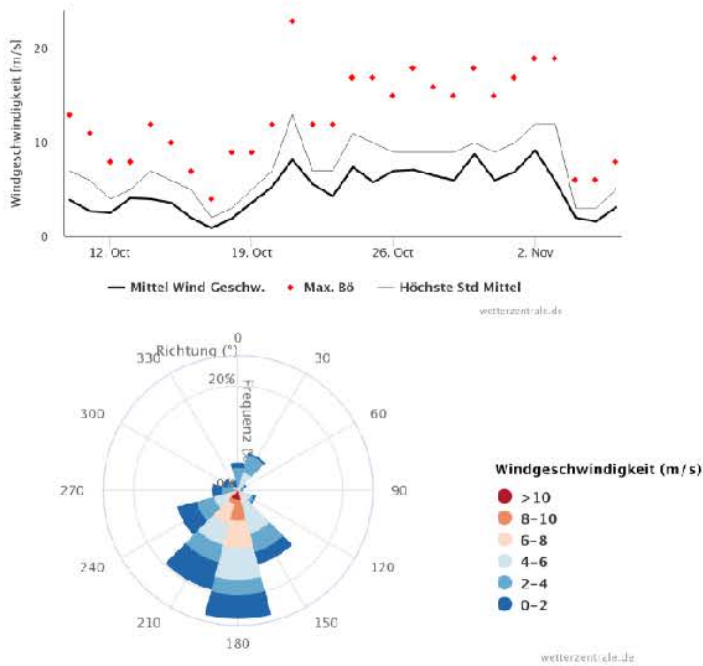 Windgeschwindigkeit [m/s]
20
10
0
12. Oct
19. Oct
26. Oct
2. Nov
Mittel Wind Geschw.
Max. Bö
Höchste Std Mittel
wetterzentrale.de
0
Richtung (°)
330
30
20%
Frequenz
300
60
0%
270
90
240
120
210
150
180
Windgeschwindigkeit (m/s)
>10
8-10
6-8
4-6
2-4
0-2
wetterzentrale.de